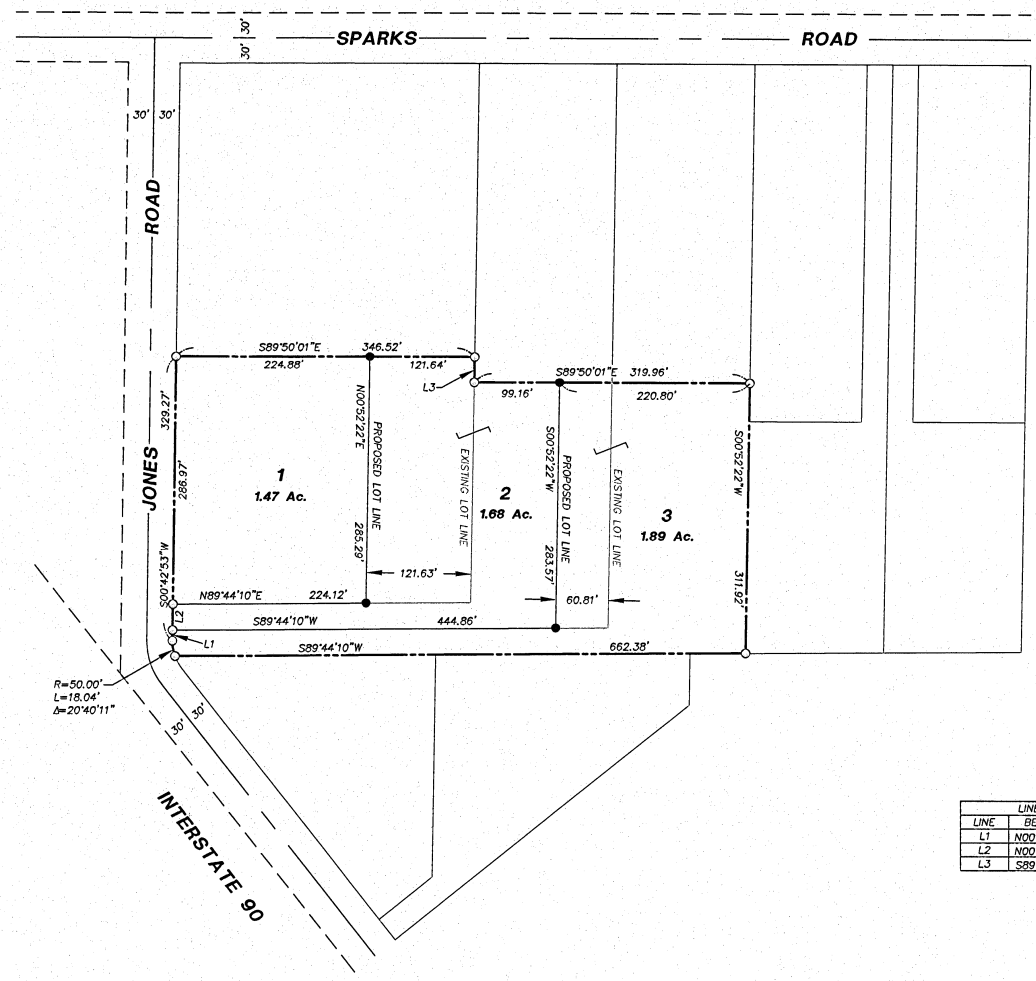 30' 30'
30' 30'
SPARKS ROAD
30' 30'
JONES ROAD
S89°50'01"E 346.52'
224.88' 121.64'
L3
S89°50'01"E 319.96'
99.16' 220.80'
329.27'
286.97'
S00°42'53"W
N00°52'22"E
285.29'
PROPOSED LOT LINE
EXISTING LOT LINE
S00°52'22"W
283.57'
PROPOSED LOT LINE
EXISTING LOT LINE
S00°52'22"W
311.92'
1
1.47 Ac.
2
1.68 Ac.
3
1.89 Ac.
121.63'
60.81'
N89°44'10"E 224.12'
L2
S89°44'10"W 444.86'
L1
S89°44'10"W 662.38'
R=50.00'
L=18.04'
Δ=20°40'11"
30' 30'
INTERSTATE 90
LINE
LINE BE
L1 N00
L2 N00
L3 S89